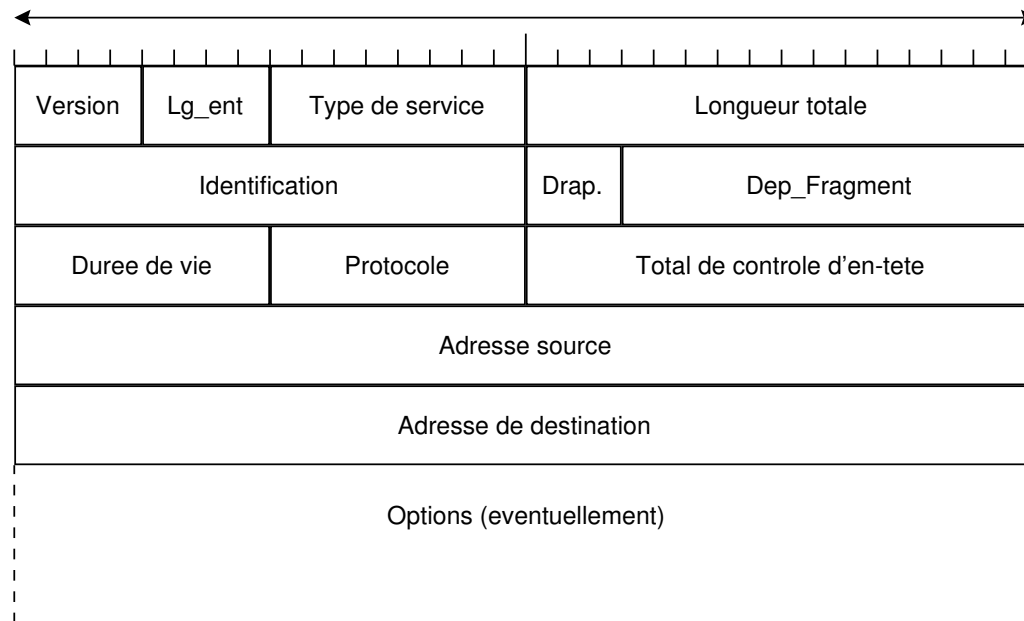 Version Lg_ent Type de service Longueur totale
Identification Drap. Dep_Fragment
Duree de vie Protocole Total de controle d'en-tete
Adresse source
Adresse de destination
Options (eventuellement)